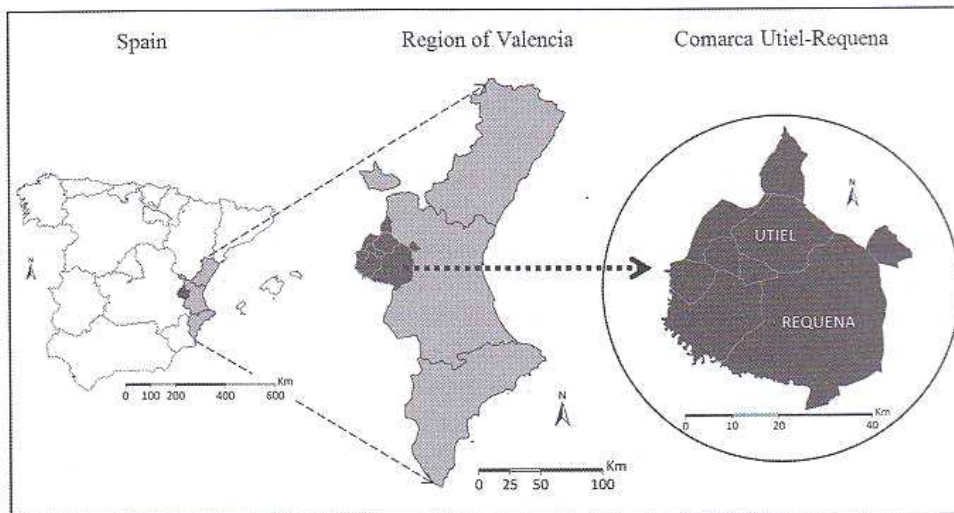 Spain
Region of Valencia
Comarca Utiel-Requena
N
UTIEL
REQUENA
N
Km
0 100 200 400 600
N
Km
0 25 50 100
Km
0 10 20 40